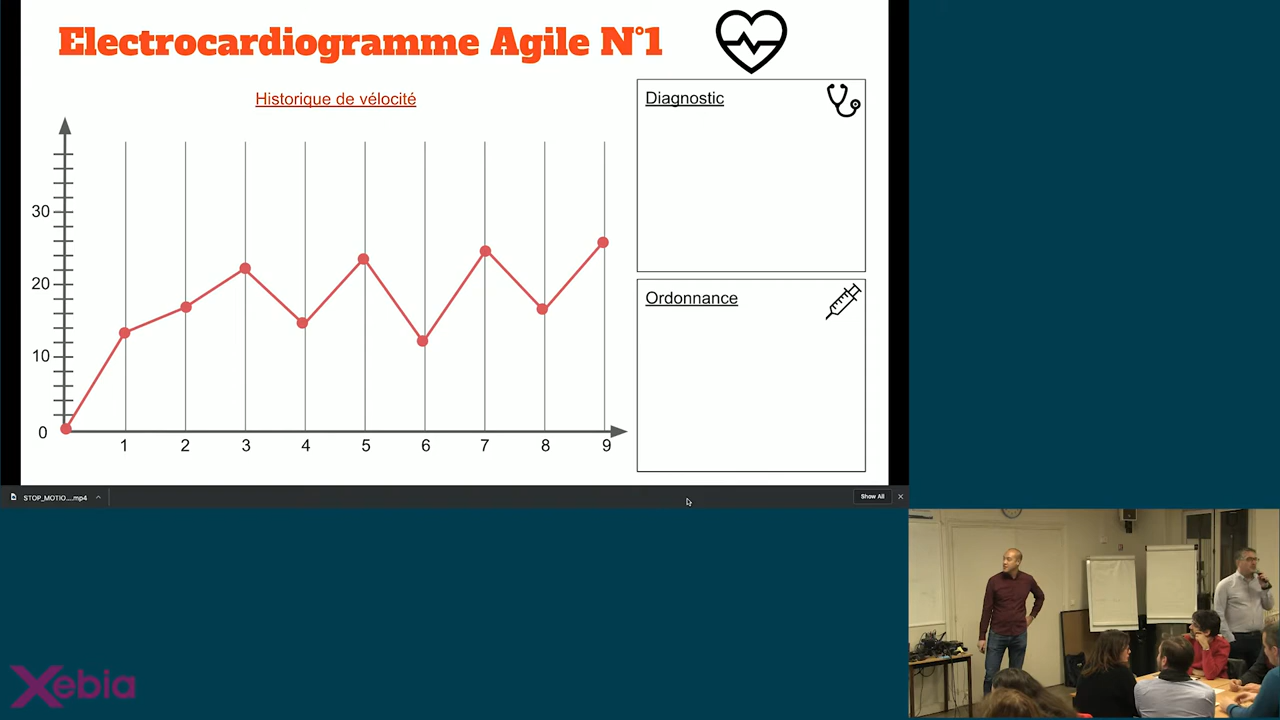 Electrocardiogramme Agile N°1
Historique de vélocité
30
20
10
0
1 2 3 4 5 6 7 8 9
Diagnostic
Ordonnance
STOP_MOTIO....mp4
Show All
Xebia